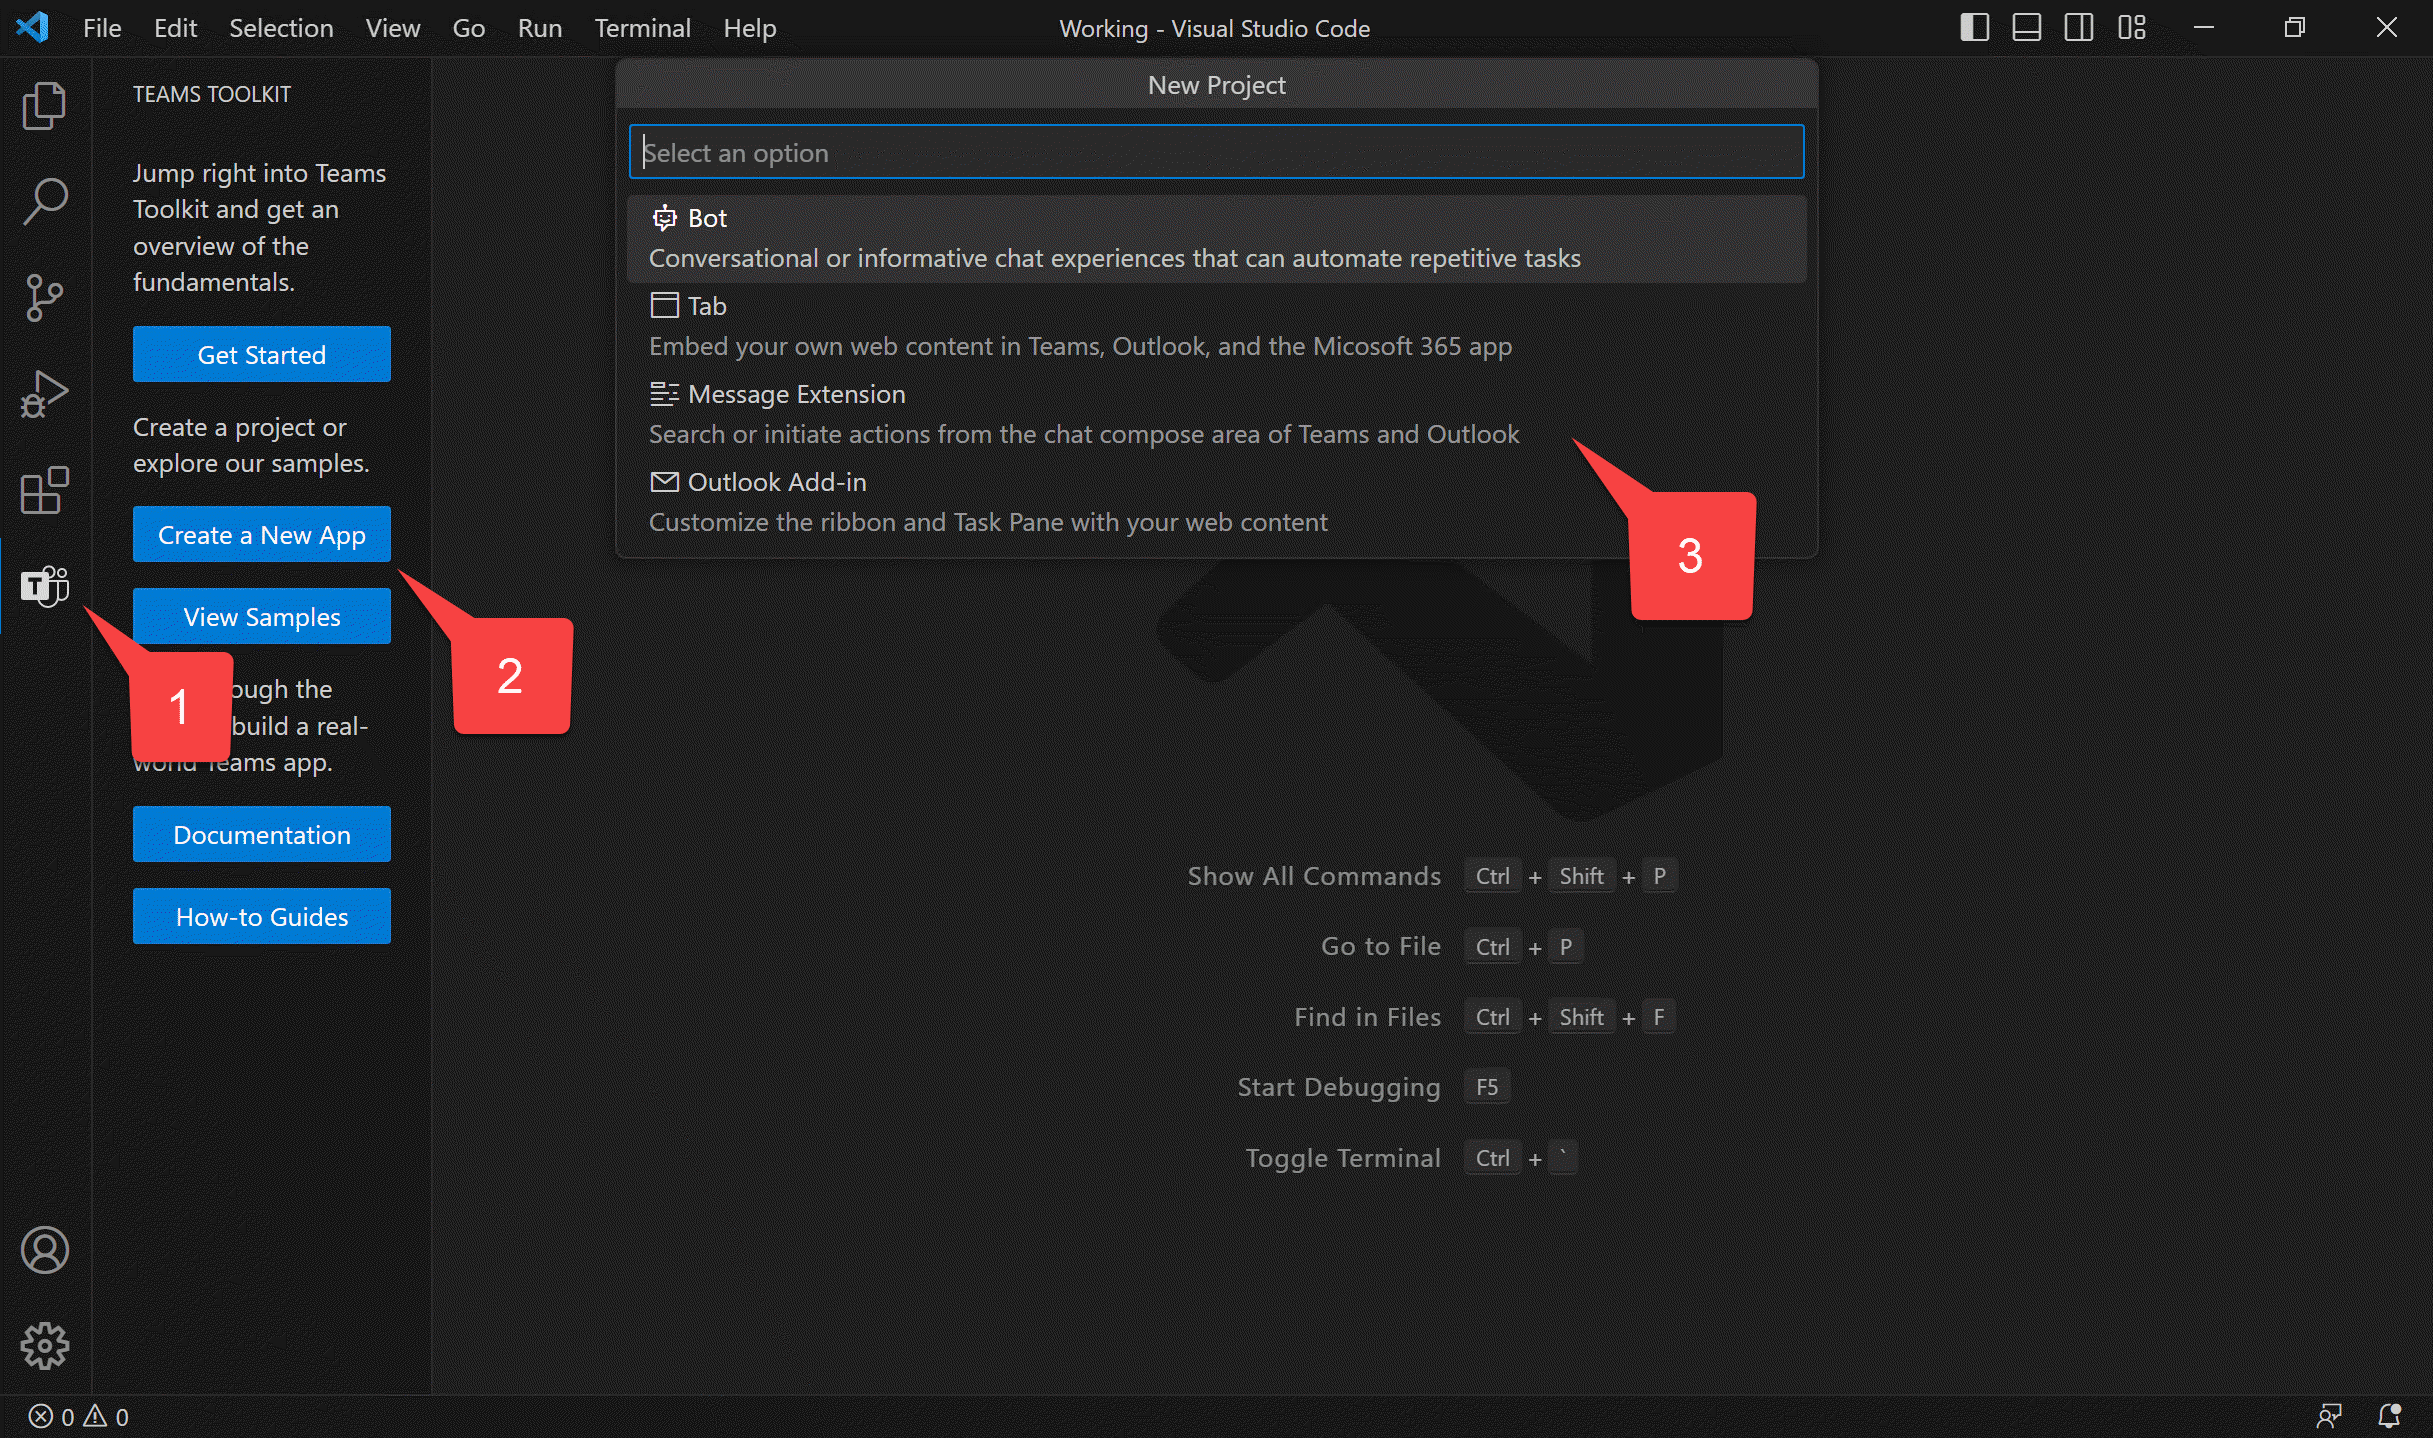 File Edit Selection View Go Run Terminal Help
Working - Visual Studio Code
TEAMS TOOLKIT
Jump right into Teams
Toolkit and get an
overview of the
fundamentals.
Get Started
Create a project or
explore our samples.
Create a New App
View Samples
ough the
build a real-
world Teams app.
Documentation
How-to Guides
1
2
New Project
Select an option
Bot
Conversational or informative chat experiences that can automate repetitive tasks
Tab
Embed your own web content in Teams, Outlook, and the Micosoft 365 app
Message Extension
Search or initiate actions from the chat compose area of Teams and Outlook
Outlook Add-in
Customize the ribbon and Task Pane with your web content
3
Show All Commands Ctrl + Shift + P
Go to File Ctrl + P
Find in Files Ctrl + Shift + F
Start Debugging F5
Toggle Terminal Ctrl + `
0 0